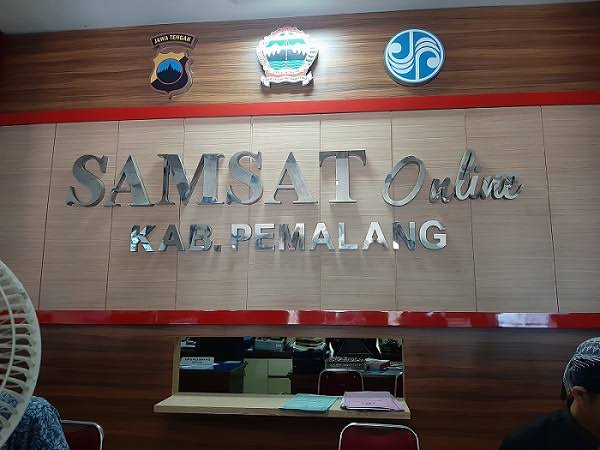 JAWA TENGAH
SAMSAT Online
KAB. PEMALANG